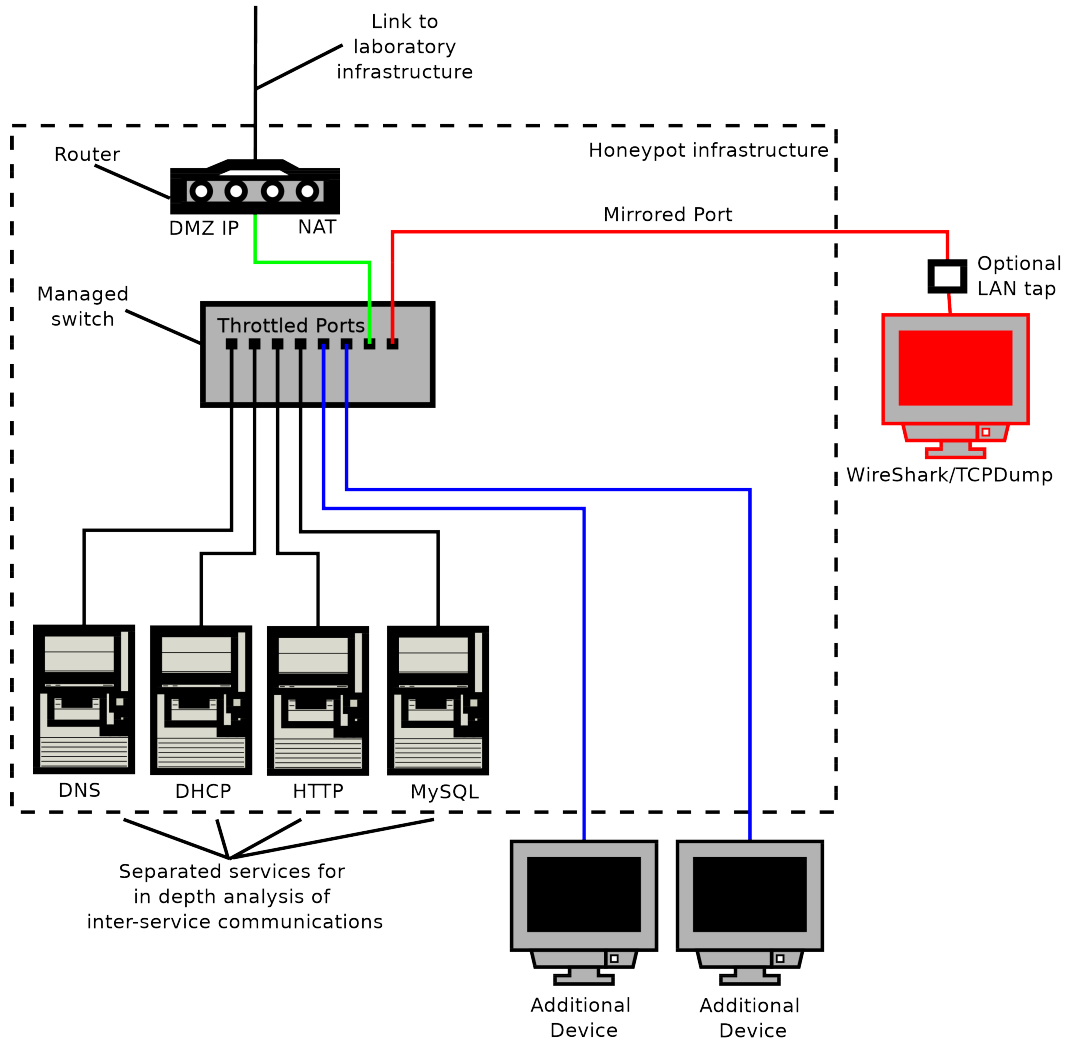 Link to
laboratory
infrastructure
Router
Honeypot infrastructure
DMZ IP
NAT
Mirrored Port
Optional
LAN tap
Managed
switch
Throttled Ports
WireShark/TCPDump
DNS
DHCP
HTTP
MySQL
Separated services for
in depth analysis of
inter-service communications
Additional
Device
Additional
Device